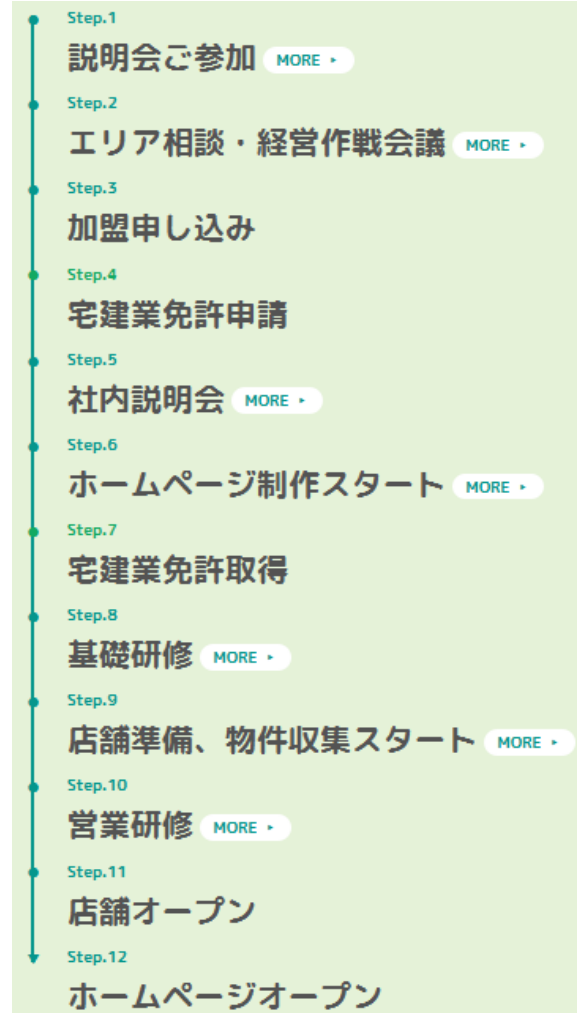 Step.1
説明会ご参加 MORE ▸
Step.2
エリア相談・経営作戦会議 MORE ▸
Step.3
加盟申し込み
Step.4
宅建業免許申請
Step.5
社内説明会 MORE ▸
Step.6
ホームページ制作スタート MORE ▸
Step.7
宅建業免許取得
Step.8
基礎研修 MORE ▸
Step.9
店舗準備、物件収集スタート MORE ▸
Step.10
営業研修 MORE ▸
Step.11
店舗オープン
Step.12
ホームページオープン